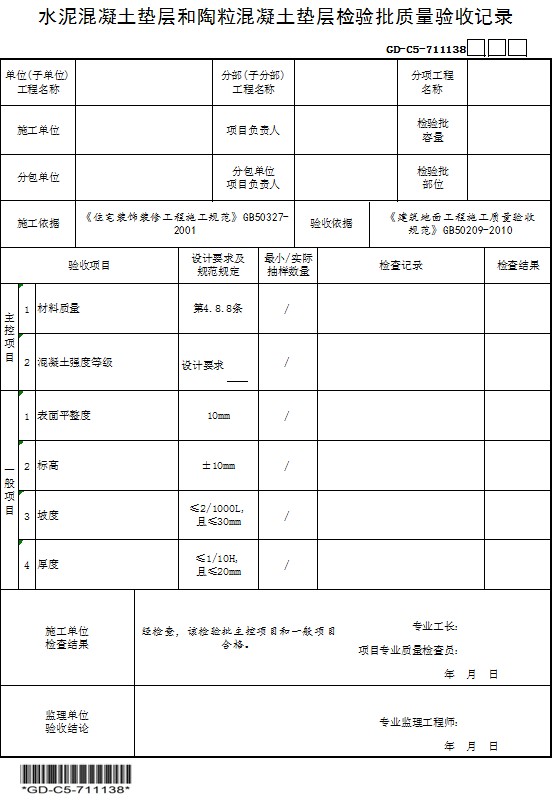 水泥混凝土垫层和陶粒混凝土垫层检验批质量验收记录
GD-C5-711138
单位(子单位)
工程名称
分部(子分部)
工程名称
分项工程
名称
施工单位
项目负责人
检验批
容量
分包单位
分包单位
项目负责人
检验批
部位
施工依据
《住宅装饰装修工程施工规范》GB50327-
2001
验收依据
《建筑地面工程施工质量验收
规范》GB50209-2010
验收项目
设计要求及
规范规定
最小/实际
抽样数量
检查记录
检查结果
主控项目
1 材料质量 第4.8.8条 /
2 混凝土强度等级 设计要求 /
一般项目
1 表面平整度 10mm /
2 标高 ±10mm /
3 坡度 ≤2/1000L,
且≤30mm /
4 厚度 ≤1/10H,
且≤20mm /
施工单位
检查结果
经检查，该检验批主控项目和一般项目
合格。
专业工长：
项目专业质量检查员：
年 月 日
监理单位
验收结论
专业监理工程师：
年 月 日
*GD-C5-711138*